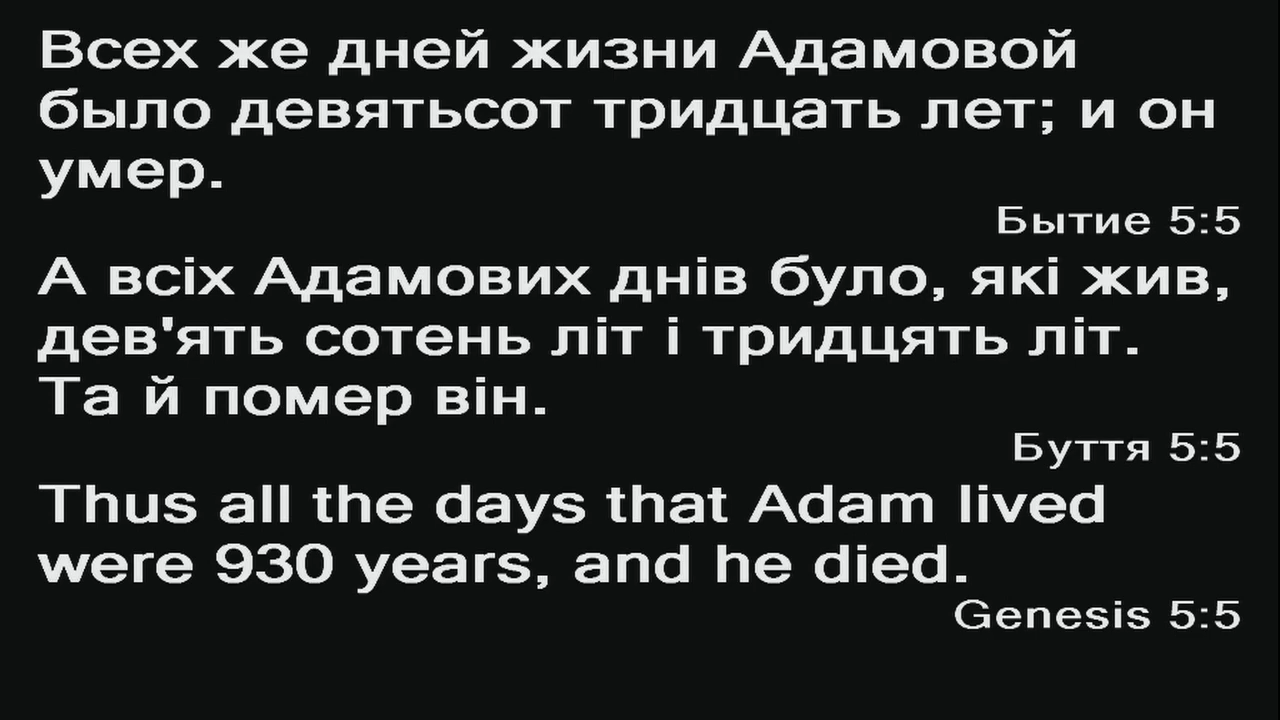 Всех же дней жизни Адамовой
было девятьсот тридцать лет; и он
умер.
Бытие 5:5
А всіх Адамових днів було, які жив,
дев'ять сотень літ і тридцять літ.
Та й помер він.
Буття 5:5
Thus all the days that Adam lived
were 930 years, and he died.
Genesis 5:5